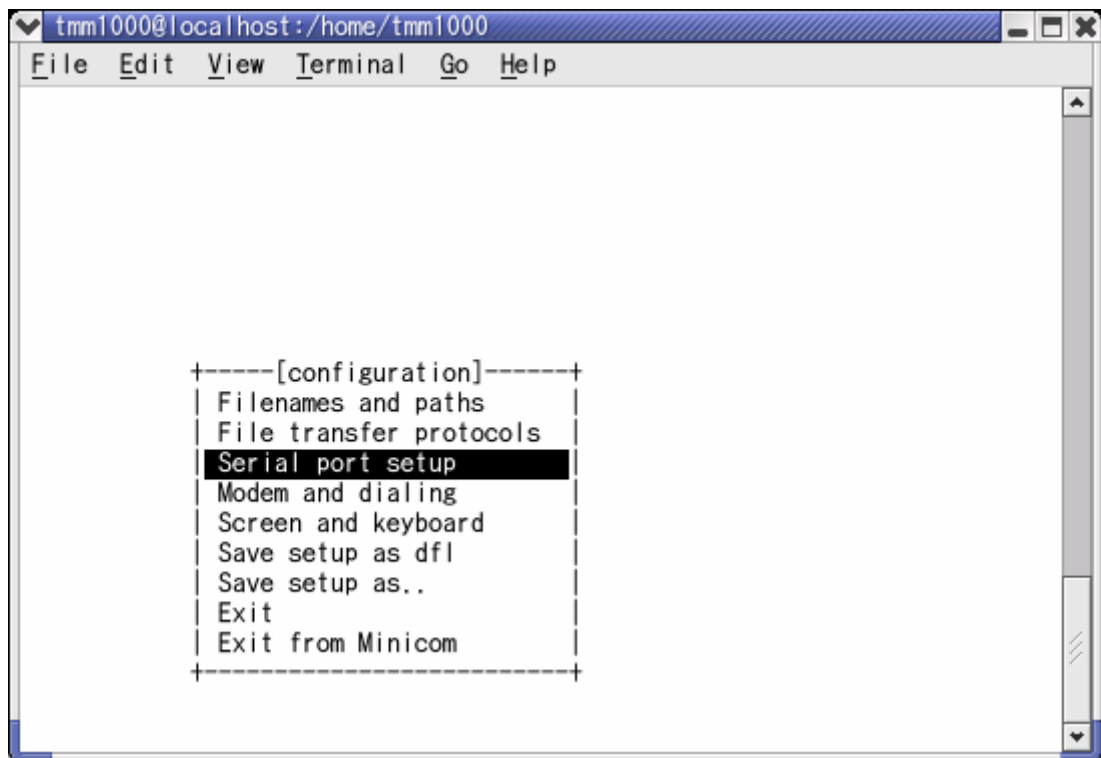 tmm1000@localhost:/home/tmm1000
File Edit View Terminal Go Help
+-----[configuration]------+
| Filenames and paths |
| File transfer protocols |
| Serial port setup |
| Modem and dialing |
| Screen and keyboard |
| Save setup as dfl |
| Save setup as.. |
| Exit |
| Exit from Minicom |
+--------------------------+